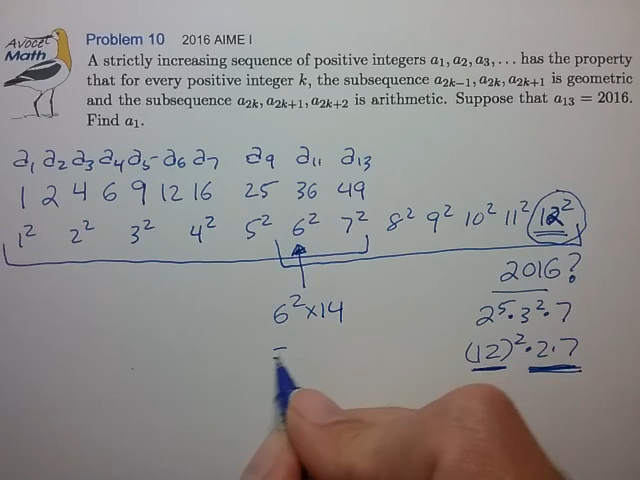 Avocet
Math
Problem 10 2016 AIME I
A strictly increasing sequence of positive integers a₁, a₂, a₃, … has the property
that for every positive integer k, the subsequence a₂ₖ₋₁, a₂ₖ, a₂ₖ₊₁ is geometric
and the subsequence a₂ₖ, a₂ₖ₊₁, a₂ₖ₊₂ is arithmetic. Suppose that a₁₃ = 2016.
Find a₁.
a₁ a₂ a₃ a₄ a₅ a₆ a₇ a₉ a₁₁ a₁₃
1 2 4 6 9 12 16 25 36 49
1² 2² 3² 4² 5² 6² 7² 8² 9² 10² 11² 12²
2016?
6² × 14
2⁵·3²·7
(12)²·2·7
=